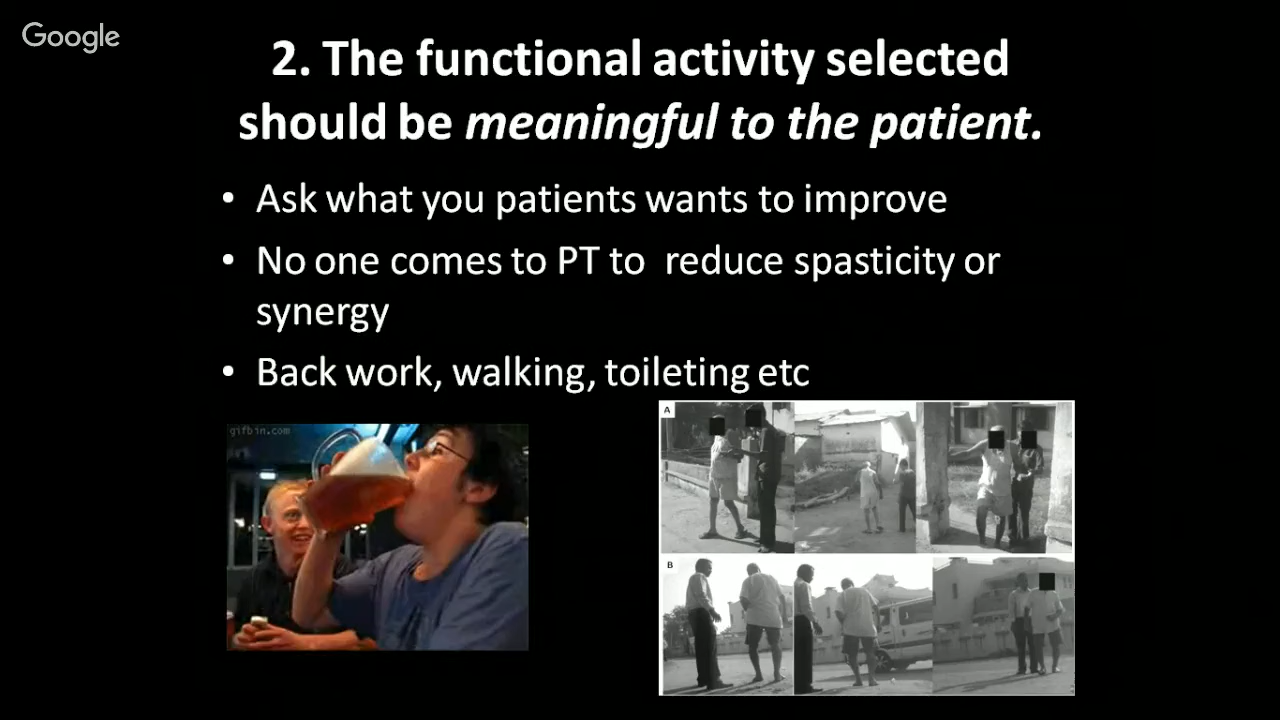 Google
2. The functional activity selected
should be meaningful to the patient.
• Ask what you patients wants to improve
• No one comes to PT to  reduce spasticity or
synergy
• Back work, walking, toileting etc
gifbin.com
A
B